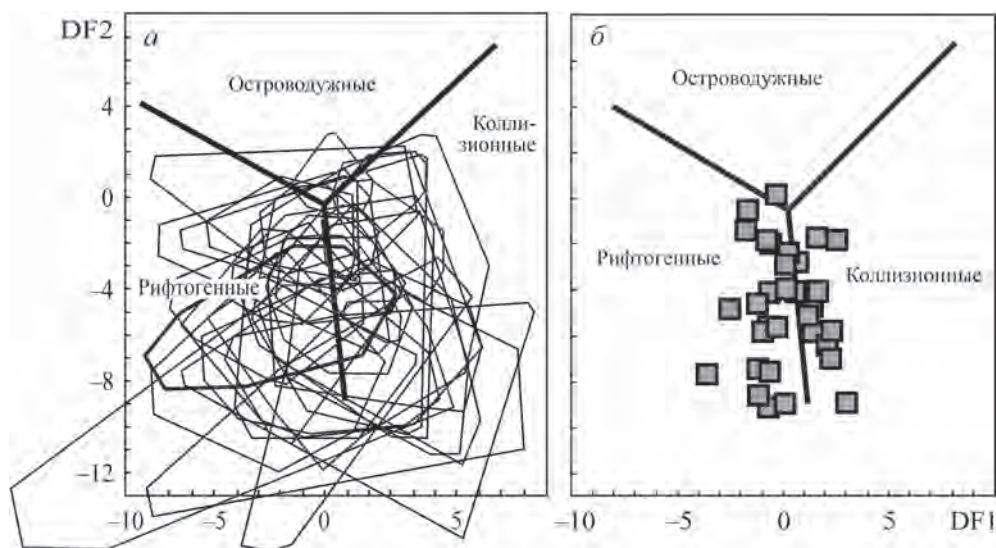 DF2
а
Островодужные
Колли-
зионные
Рифтогенные
4
0
−4
−8
−12
−10
−5
0
5
б
Островодужные
Рифтогенные
Коллизионные
−10
−5
0
5
DF1